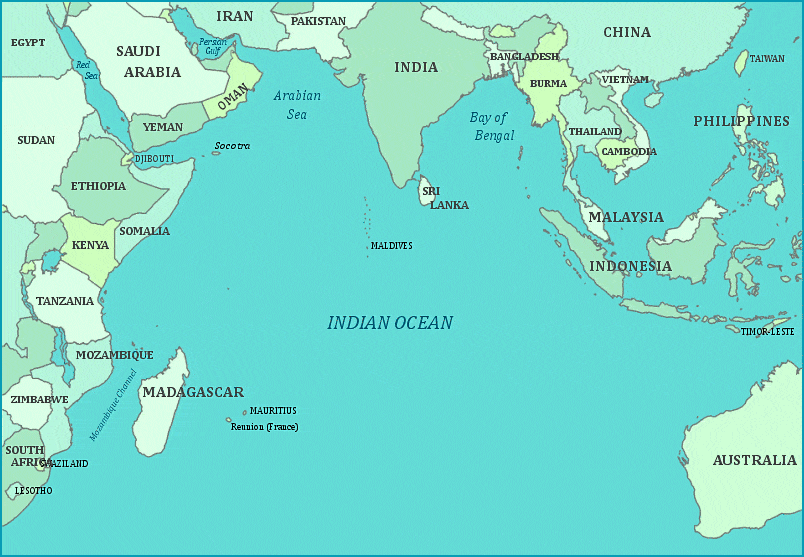 IRAN
PAKISTAN
CHINA
EGYPT
SAUDI
ARABIA
Persian
Gulf
Red
Sea
INDIA
BANGLADESH
TAIWAN
BURMA
VIETNAM
OMAN
Arabian
Sea
Bay of
Bengal
YEMEN
PHILIPPINES
SUDAN
THAILAND
Socotra
CAMBODIA
DJIBOUTI
ETHIOPIA
SRI
LANKA
MALAYSIA
SOMALIA
KENYA
MALDIVES
INDONESIA
TANZANIA
INDIAN OCEAN
TIMOR-LESTE
MOZAMBIQUE
Mozambique Channel
MADAGASCAR
ZIMBABWE
MAURITIUS
Reunion (France)
SOUTH
AFRICA
SWAZILAND
AUSTRALIA
LESOTHO